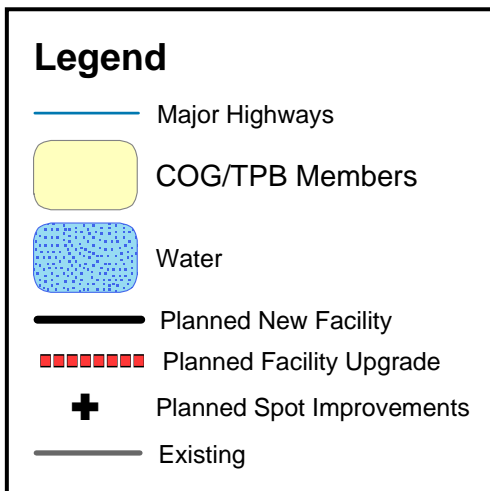 Legend
Major Highways
COG/TPB Members
Water
Planned New Facility
Planned Facility Upgrade
Planned Spot Improvements
Existing